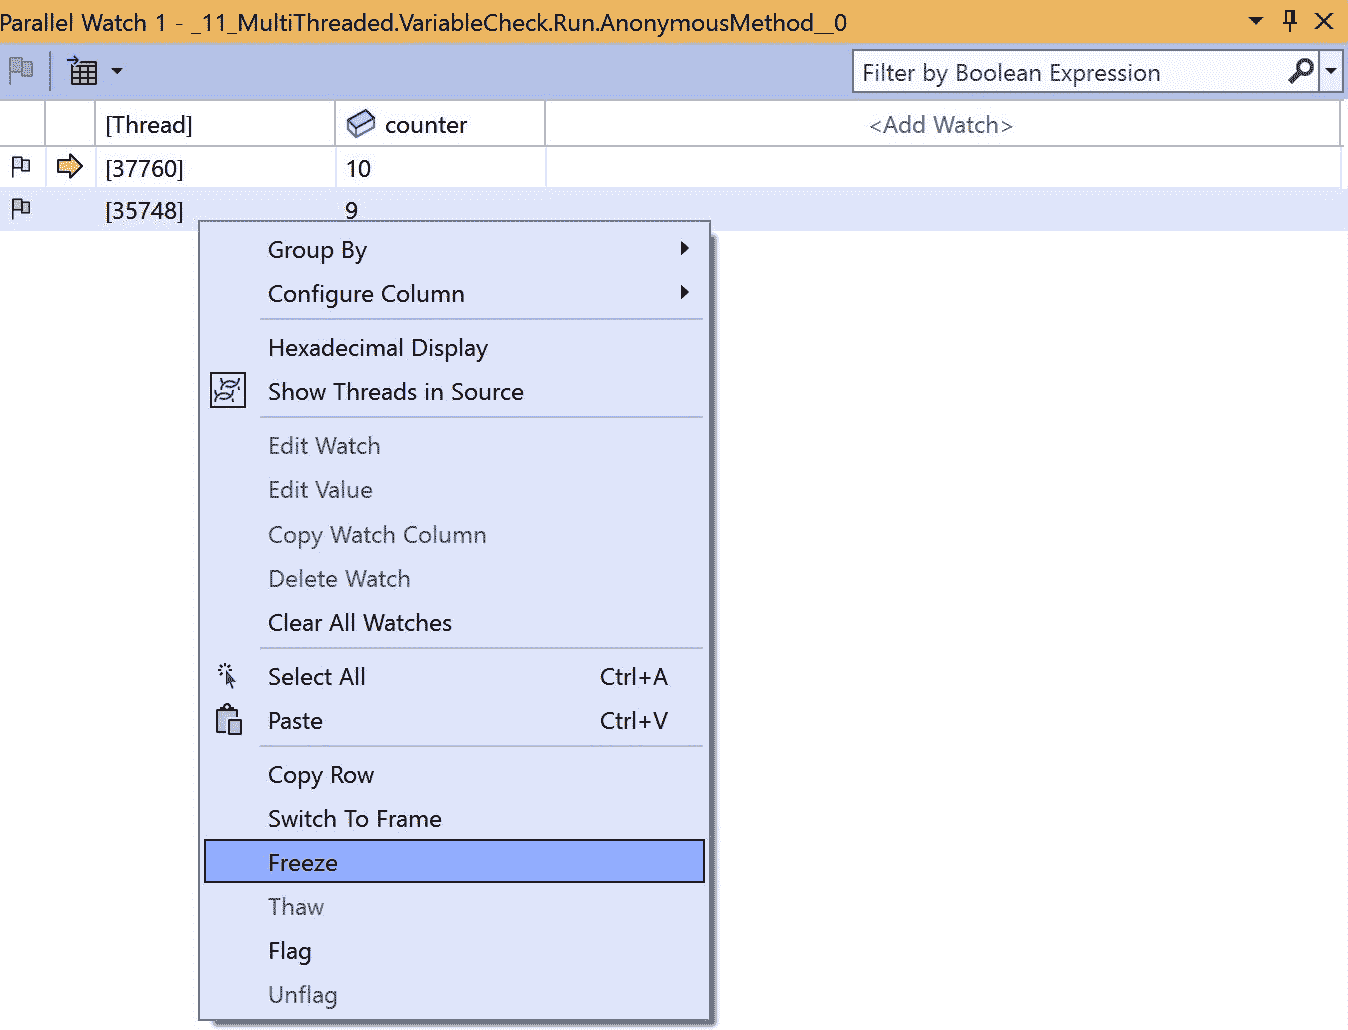 Parallel Watch 1 - _11_MultiThreaded.VariableCheck.Run.AnonymousMethod__0
Filter by Boolean Expression
[Thread] counter <Add Watch>
[37760] 10
[35748] 9
Group By
Configure Column
Hexadecimal Display
Show Threads in Source
Edit Watch
Edit Value
Copy Watch Column
Delete Watch
Clear All Watches
Select All Ctrl+A
Paste Ctrl+V
Copy Row
Switch To Frame
Freeze
Thaw
Flag
Unflag